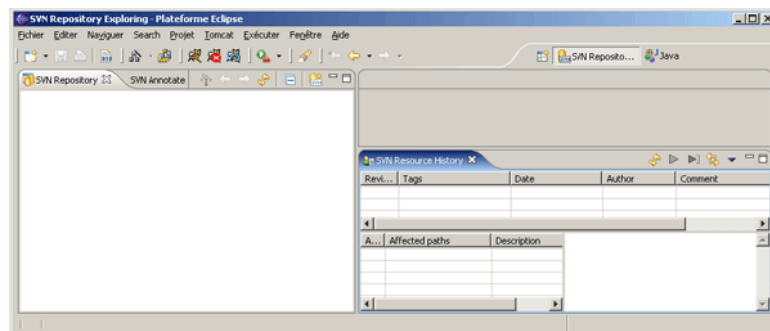 SVN Repository Exploring - Plateforme Eclipse
Fichier Editer Naviguer Search Projet Tomcat Exécuter Fenêtre Aide
SVN Reposito... Java
SVN Repository SVN Annotate
SVN Resource History
Revi... Tags Date Author Comment
A... Affected paths Description